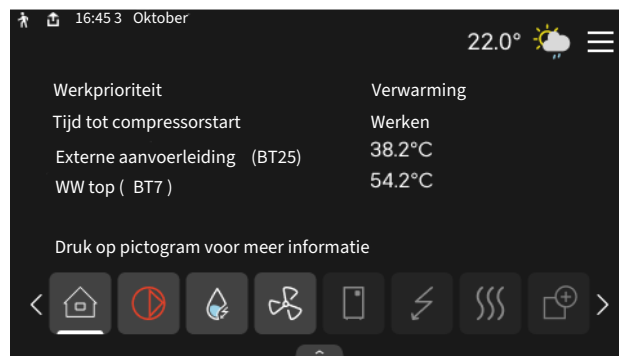 16:45 3 Oktober
22.0°
Werkprioriteit Verwarming
Tijd tot compressorstart Werken
Externe aanvoerleiding (BT25) 38.2°C
WW top ( BT7 ) 54.2°C
Druk op pictogram voor meer informatie